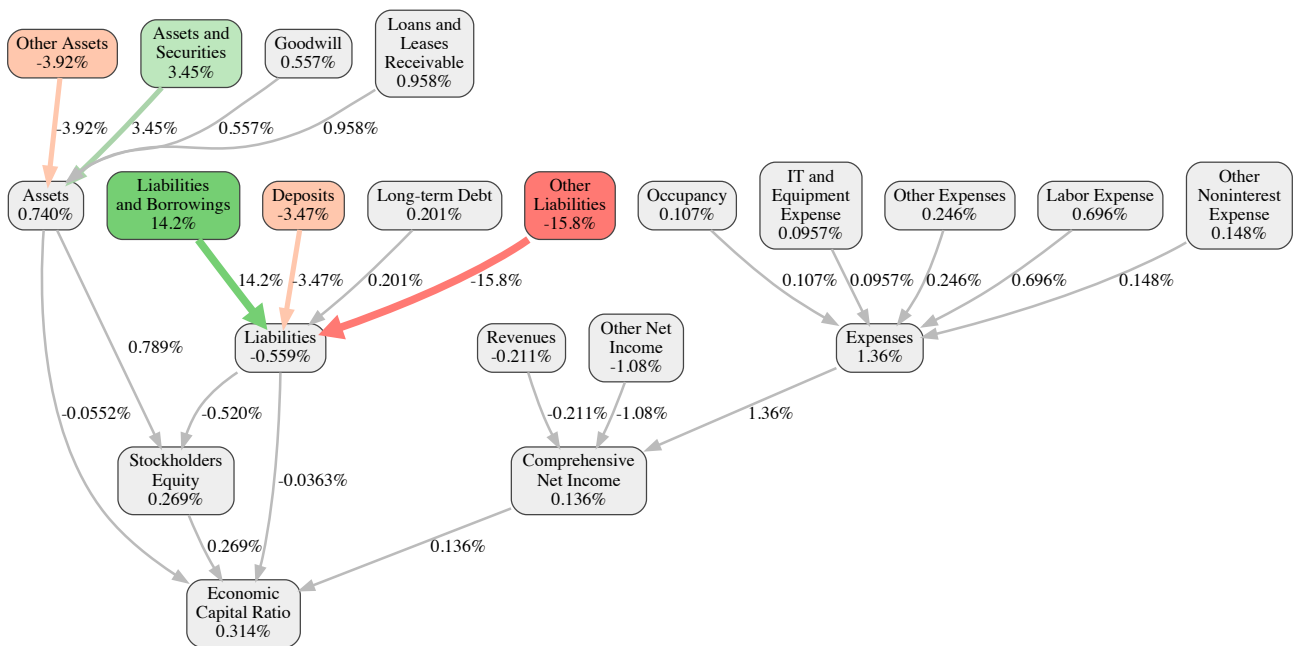 Other Assets
-3.92%
Assets and
Securities
3.45%
Goodwill
0.557%
Loans and
Leases
Receivable
0.958%
-3.92%
3.45%
0.557%
0.958%
Assets
0.740%
Liabilities
and Borrowings
14.2%
Deposits
-3.47%
Long-term Debt
0.201%
Other
Liabilities
-15.8%
Occupancy
0.107%
IT and
Equipment
Expense
0.0957%
Other Expenses
0.246%
Labor Expense
0.696%
Other
Noninterest
Expense
0.148%
14.2%
-3.47%
0.201%
-15.8%
0.107%
0.0957%
0.246%
0.696%
0.148%
0.789%
Liabilities
-0.559%
Revenues
-0.211%
Other Net
Income
-1.08%
Expenses
1.36%
-0.0552%
-0.520%
-0.211%
-1.08%
1.36%
Stockholders
Equity
0.269%
-0.0363%
Comprehensive
Net Income
0.136%
0.269%
0.136%
Economic
Capital Ratio
0.314%